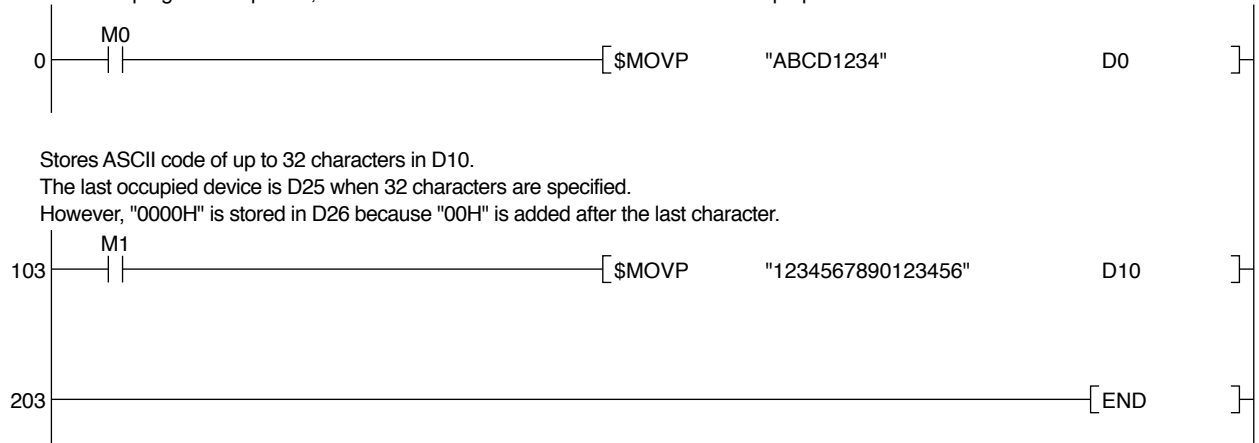 M0
0 $MOVP "ABCD1234" D0
Stores ASCII code of up to 32 characters in D10.
The last occupied device is D25 when 32 characters are specified.
However, "0000H" is stored in D26 because "00H" is added after the last character.
M1
103 $MOVP "1234567890123456" D10
203 END